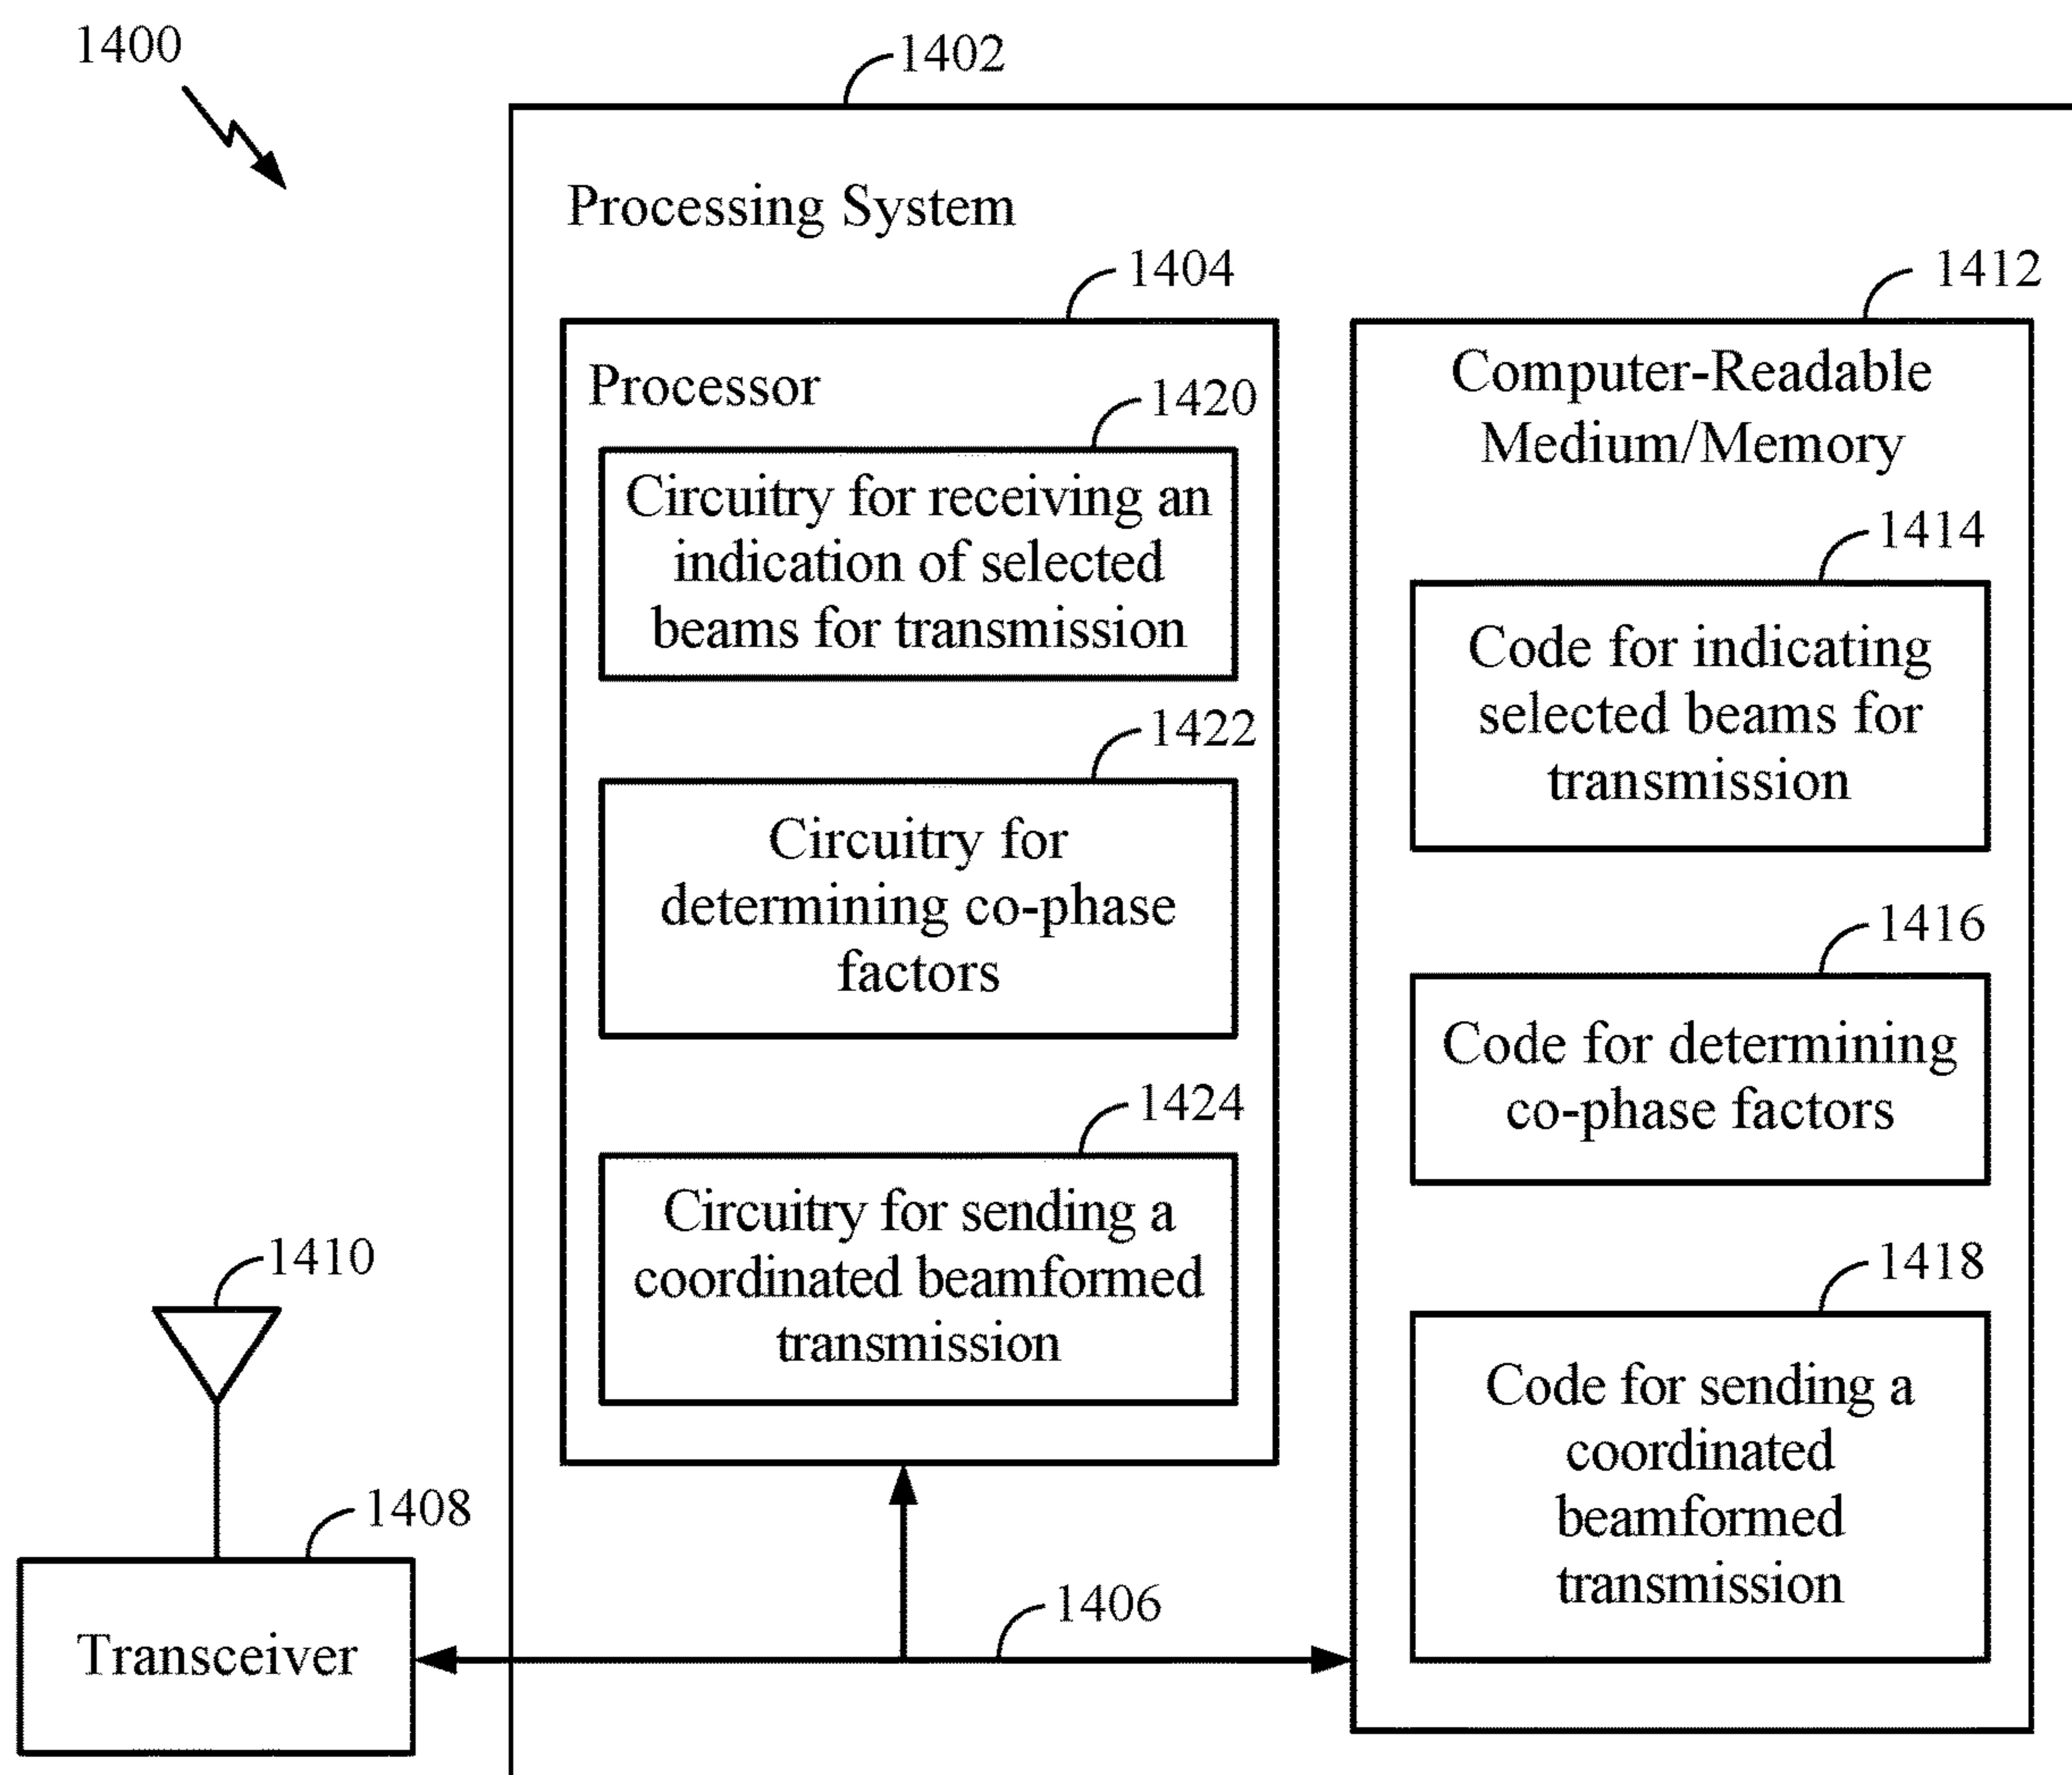 1400
1402
Processing System
1404
1412
Processor
Computer-Readable
Medium/Memory
1420
Circuitry for receiving an
indication of selected
beams for transmission
1414
Code for indicating
selected beams for
transmission
1422
Circuitry for
determining co-phase
factors
1416
Code for determining
co-phase factors
1424
Circuitry for sending a
coordinated beamformed
transmission
1418
Code for sending a
coordinated
beamformed
transmission
1410
1408
Transceiver
1406